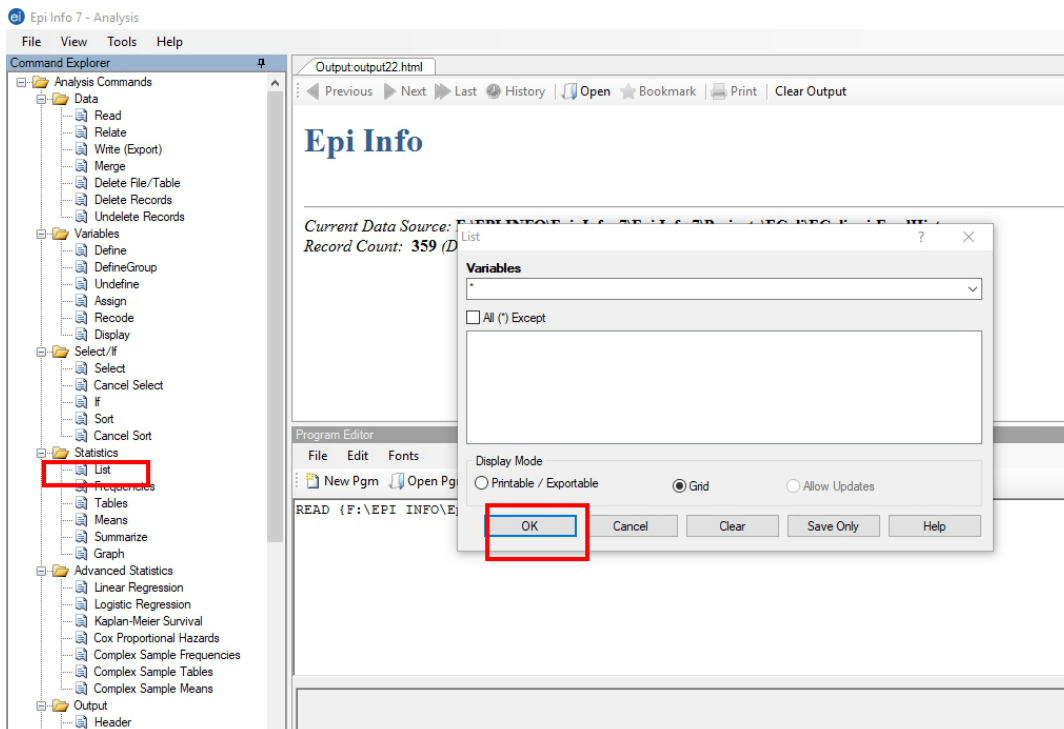 ei Epi Info 7 - Analysis
File View Tools Help
Command Explorer
Analysis Commands
Data
Read
Relate
Write (Export)
Merge
Delete File/Table
Delete Records
Undelete Records
Variables
Define
DefineGroup
Undefine
Assign
Recode
Display
Select/If
Select
Cancel Select
If
Sort
Cancel Sort
Statistics
List
Frequencies
Tables
Means
Summarize
Graph
Advanced Statistics
Linear Regression
Logistic Regression
Kaplan-Meier Survival
Cox Proportional Hazards
Complex Sample Frequencies
Complex Sample Tables
Complex Sample Means
Output
Header
Output:output22.html
Previous Next Last History Open Bookmark Print Clear Output
Epi Info
Current Data Source:
Record Count: 359 (D
List ?
Variables
*
All (*) Except
Display Mode
Printable / Exportable Grid Allow Updates
OK Cancel Clear Save Only Help
Program Editor
File Edit Fonts
New Pgm Open Pg
READ {F:\EPI INFO\Ep